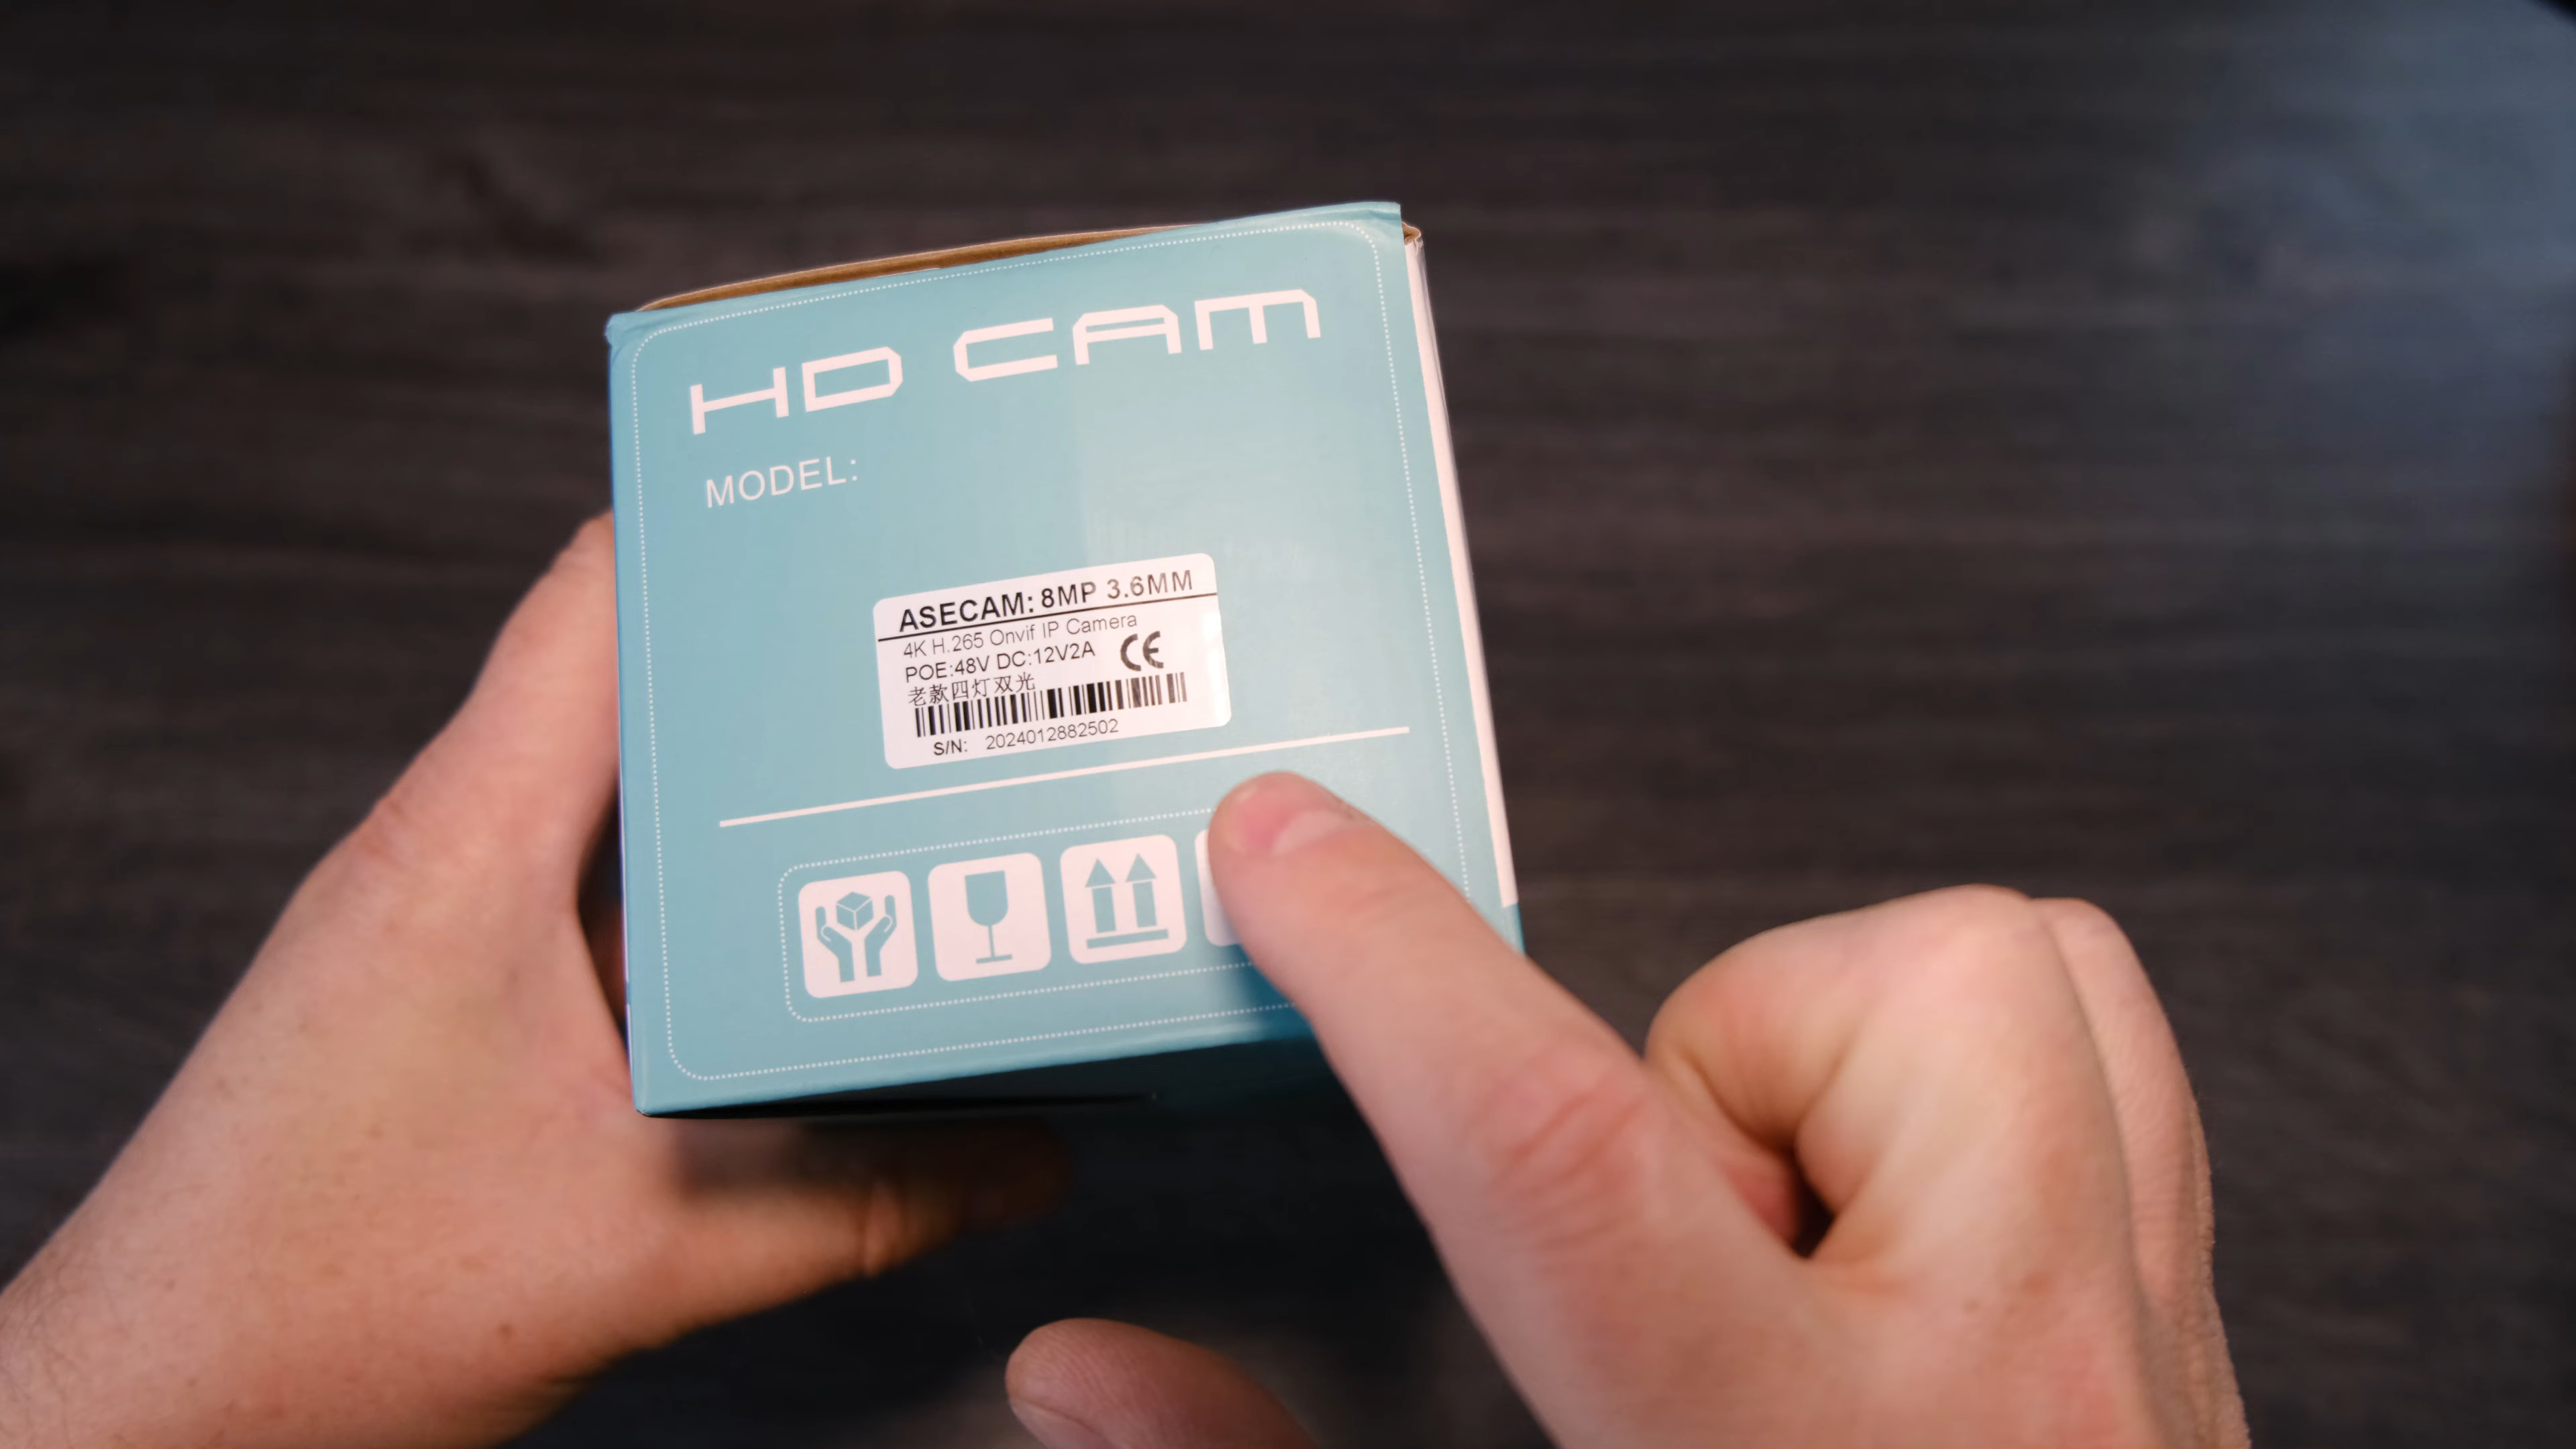 HD CAM
MODEL:
ASECAM: 8MP 3.6MM
4K H.265 Onvif IP Camera
POE:48V DC:12V2A
CE
老款四灯双光
S/N: 2024012882502